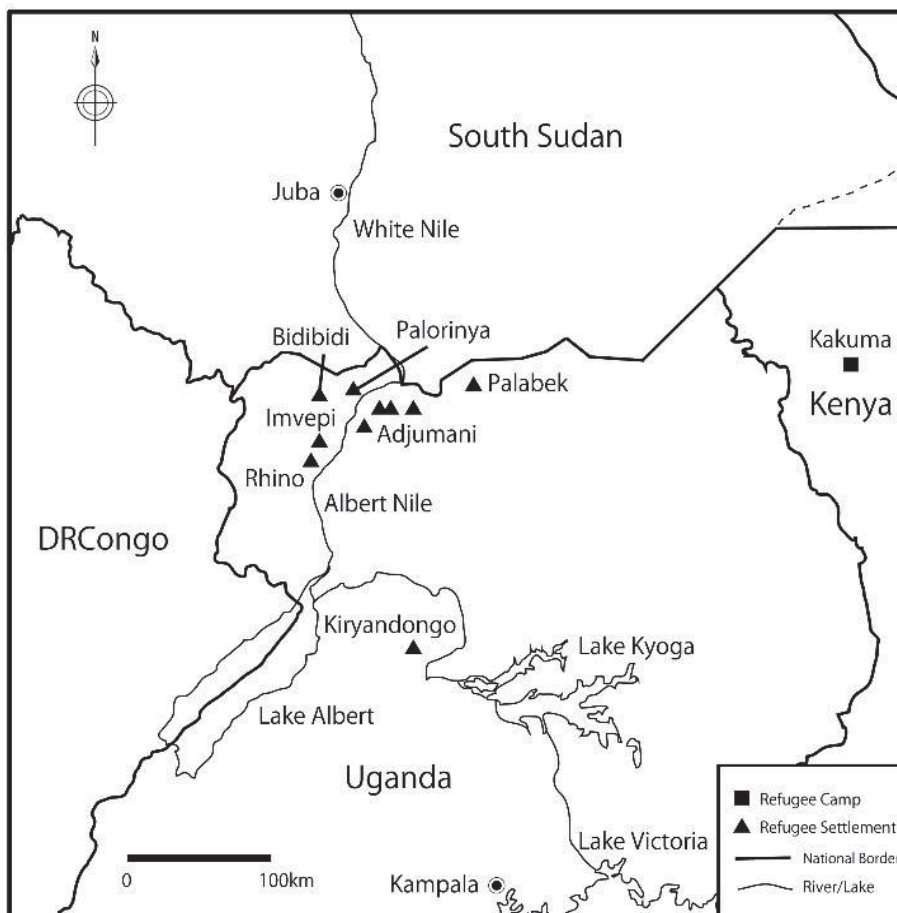 N
South Sudan
Juba
White Nile
Bidibidi
Palorinya
Kakuma
Palabek
Kenya
Imvepi
Adjumani
Rhino
Albert Nile
DRCongo
Kiryandongo
Lake Kyoga
Lake Albert
Uganda
Refugee Camp
Refugee Settlement
Lake Victoria
National Border
0
100km
Kampala
River/Lake